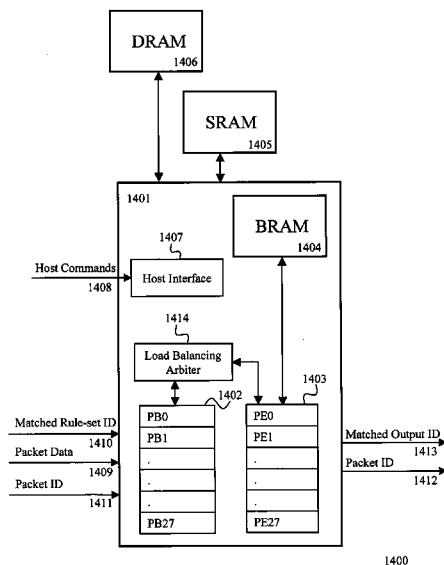 DRAM
1406
SRAM
1405
1401
BRAM
1404
1407
Host Interface
Host Commands
1408
1414
Load Balancing
Arbiter
1402
1403
PB0
PB1
.
.
.
PB27
PE0
PE1
.
.
.
PE27
Matched Rule-set ID
1410
Packet Data
1409
Packet ID
1411
Matched Output ID
1413
Packet ID
1412
1400